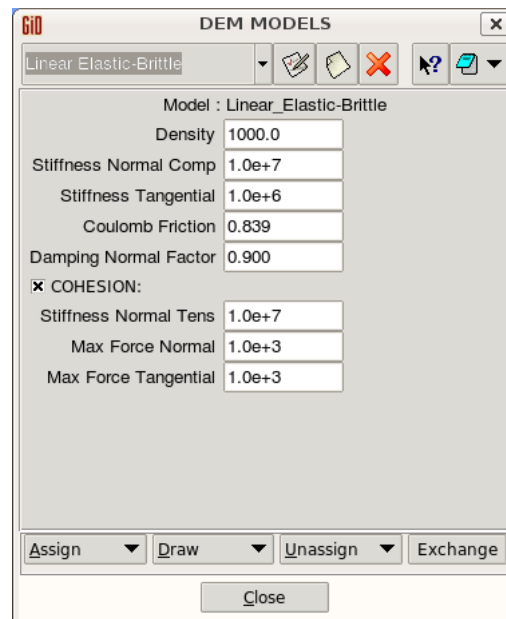 GiD DEM MODELS
Linear Elastic-Brittle
Model : Linear_Elastic-Brittle
Density 1000.0
Stiffness Normal Comp 1.0e+7
Stiffness Tangential 1.0e+6
Coulomb Friction 0.839
Damping Normal Factor 0.900
COHESION:
Stiffness Normal Tens 1.0e+7
Max Force Normal 1.0e+3
Max Force Tangential 1.0e+3
Assign Draw Unassign Exchange
Close